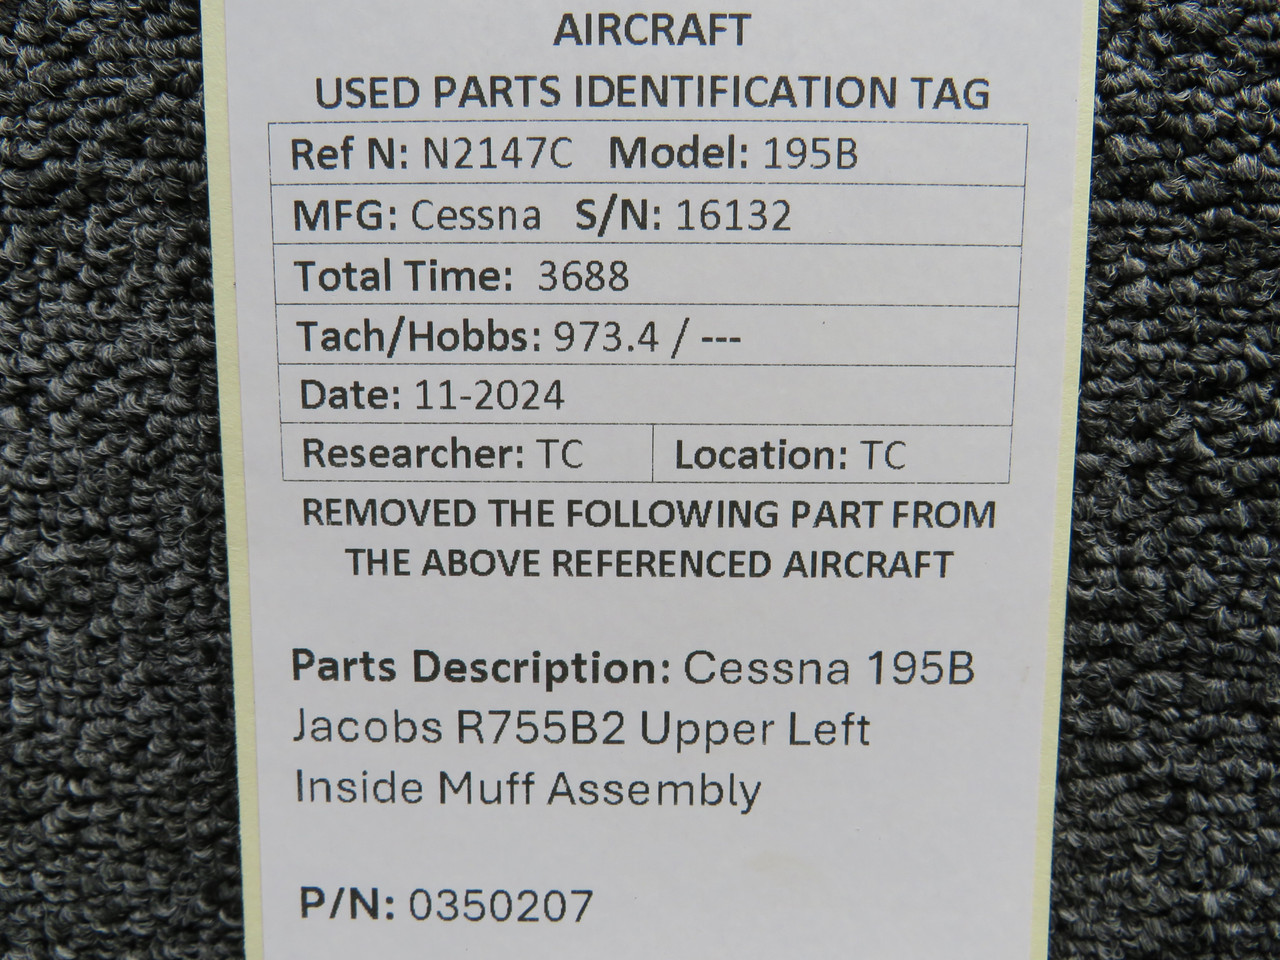 AIRCRAFT
USED PARTS IDENTIFICATION TAG
Ref N: N2147C Model: 195B
MFG: Cessna S/N: 16132
Total Time: 3688
Tach/Hobbs: 973.4 / ---
Date: 11-2024
Researcher: TC Location: TC
REMOVED THE FOLLOWING PART FROM
THE ABOVE REFERENCED AIRCRAFT
Parts Description: Cessna 195B
Jacobs R755B2 Upper Left
Inside Muff Assembly
P/N: 0350207